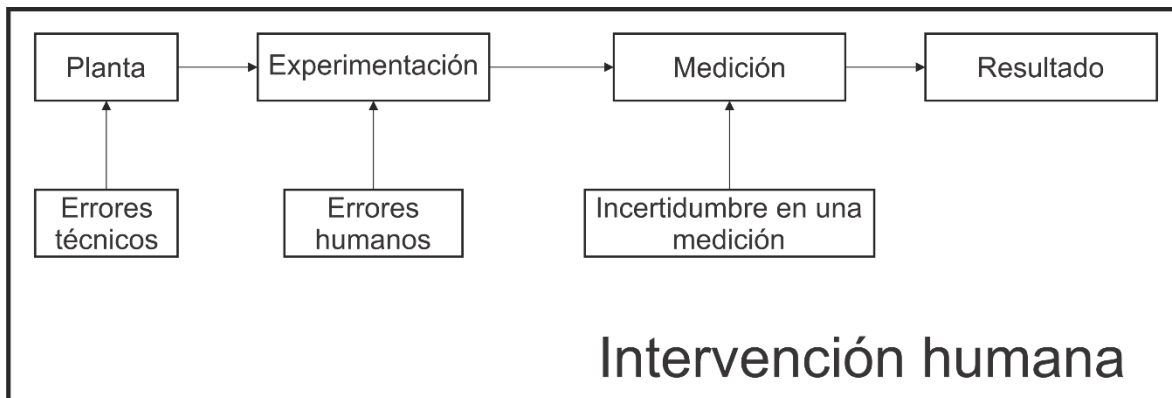 Planta
Experimentación
Medición
Resultado
Errores
técnicos
Errores
humanos
Incertidumbre en una
medición
Intervención humana